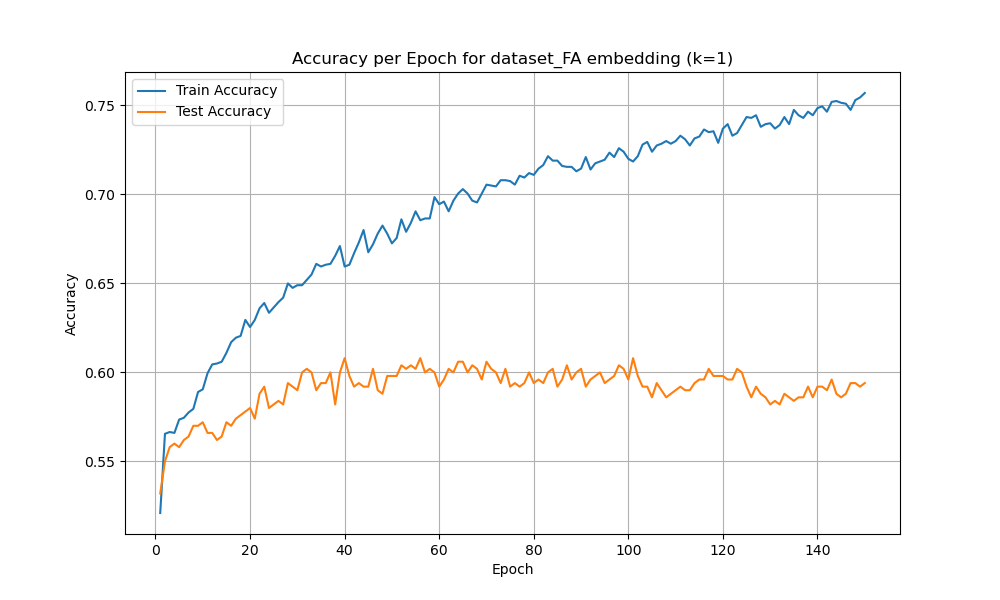 Accuracy per Epoch for dataset_FA embedding (k=1)
Train Accuracy
Test Accuracy
0.75
0.70
0.65
0.60
0.55
Accuracy
0 20 40 60 80 100 120 140
Epoch